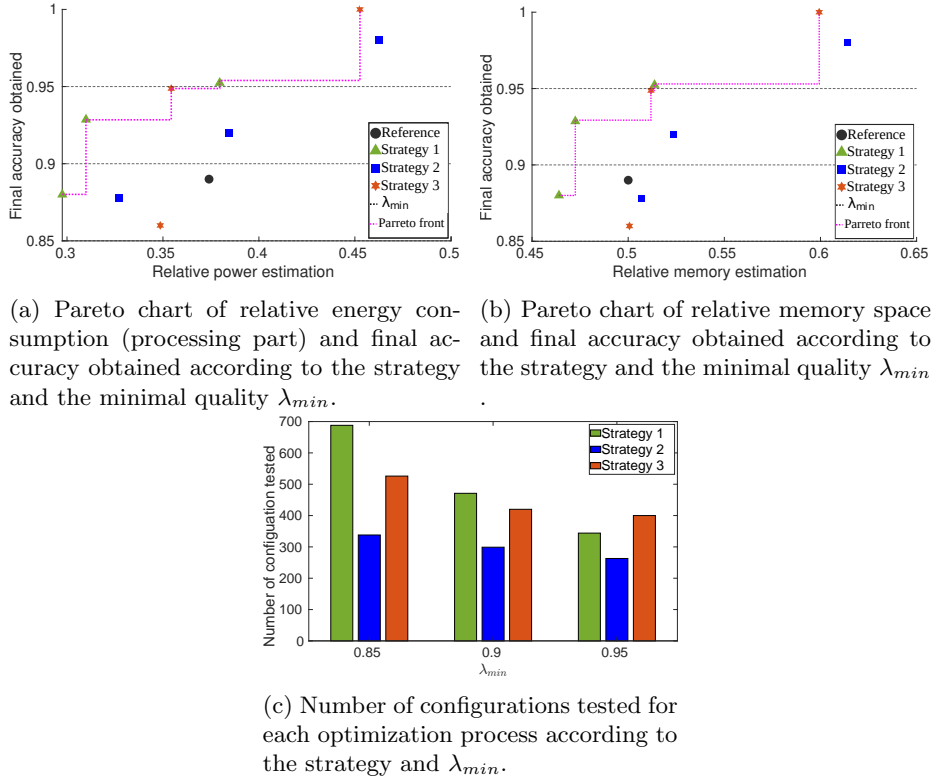 1
0.95
0.9
0.85
Final accuracy obtained
0.3
0.35
0.4
0.45
0.5
Relative power estimation
Reference
Strategy 1
Strategy 2
Strategy 3
λmin
Parreto front
1
0.95
0.9
0.85
Final accuracy obtained
0.45
0.5
0.55
0.6
0.65
Relative memory estimation
Reference
Strategy 1
Strategy 2
Strategy 3
λmin
Parreto front
(a) Pareto chart of relative energy con-
sumption (processing part) and final ac-
curacy obtained according to the strategy
and the minimal quality λmin.
(b) Pareto chart of relative memory space
and final accuracy obtained according to
the strategy and the minimal quality λmin
.
700
600
500
400
300
200
100
0
Number of configuation tested
0.85
0.9
0.95
λmin
Strategy 1
Strategy 2
Strategy 3
(c) Number of configurations tested for
each optimization process according to
the strategy and λmin.